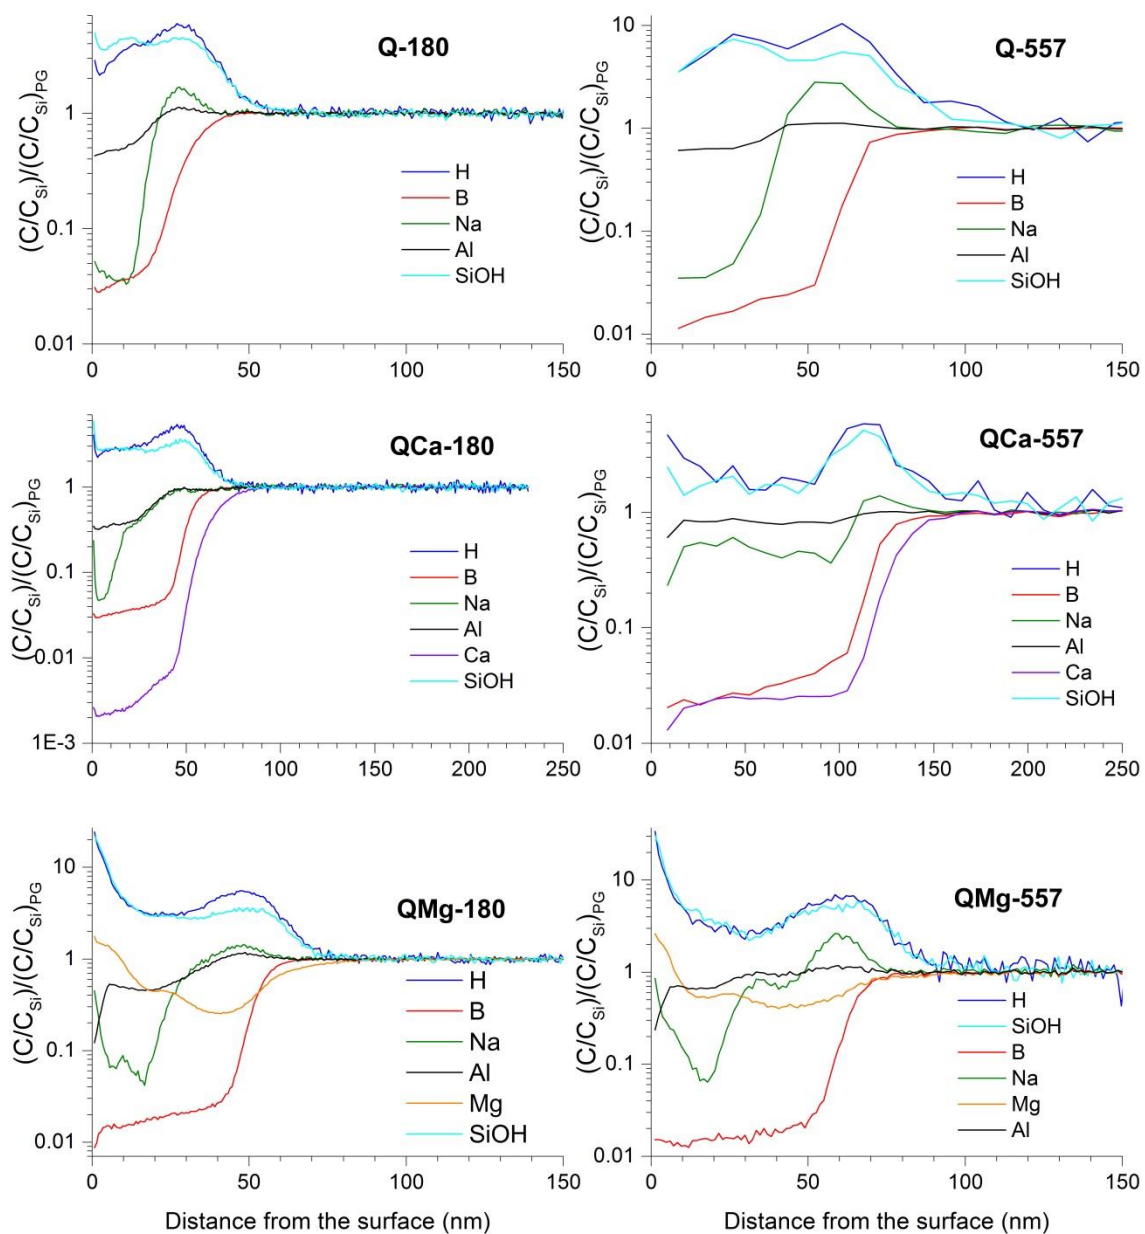 Q-180
(C/C_Si)/(C/C_Si)_PG
1
0.1
0.01
H
B
Na
Al
SiOH
0 50 100 150
Q-557
(C/C_Si)/(C/C_Si)_PG
10
1
0.1
0.01
H
B
Na
Al
SiOH
0 50 100 150
QCa-180
(C/C_Si)/(C/C_Si)_PG
1
0.1
0.01
1E-3
H
B
Na
Al
Ca
SiOH
0 50 100 150 200 250
QCa-557
(C/C_Si)/(C/C_Si)_PG
1
0.1
0.01
H
B
Na
Al
Ca
SiOH
0 50 100 150 200 250
QMg-180
(C/C_Si)/(C/C_Si)_PG
10
1
0.1
0.01
H
B
Na
Al
Mg
SiOH
0 50 100 150
Distance from the surface (nm)
QMg-557
(C/C_Si)/(C/C_Si)_PG
10
1
0.1
0.01
H
SiOH
B
Na
Mg
Al
0 50 100 150
Distance from the surface (nm)